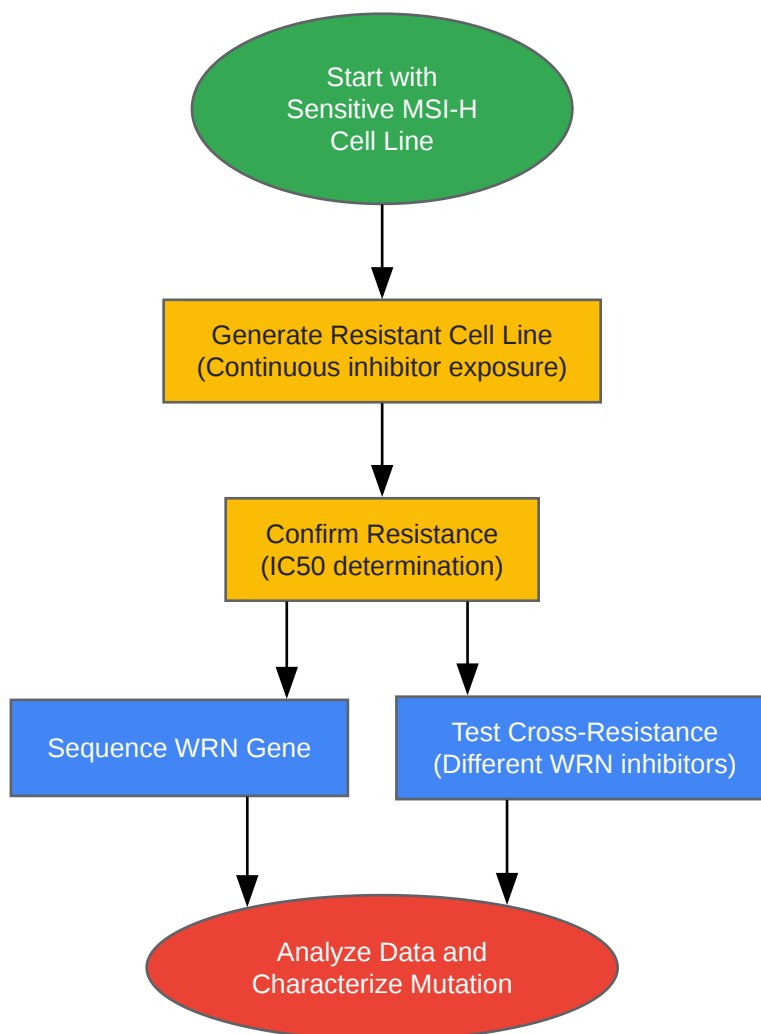 Start with
Sensitive MSI-H
Cell Line
Generate Resistant Cell Line
(Continuous inhibitor exposure)
Confirm Resistance
(IC50 determination)
Sequence WRN Gene
Test Cross-Resistance
(Different WRN inhibitors)
Analyze Data and
Characterize Mutation